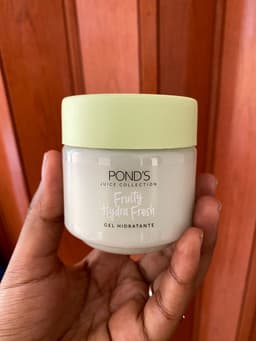 POND'S
JUICE COLLECTION
Fruity
Hydra Fresh
GEL HIDRATANTE